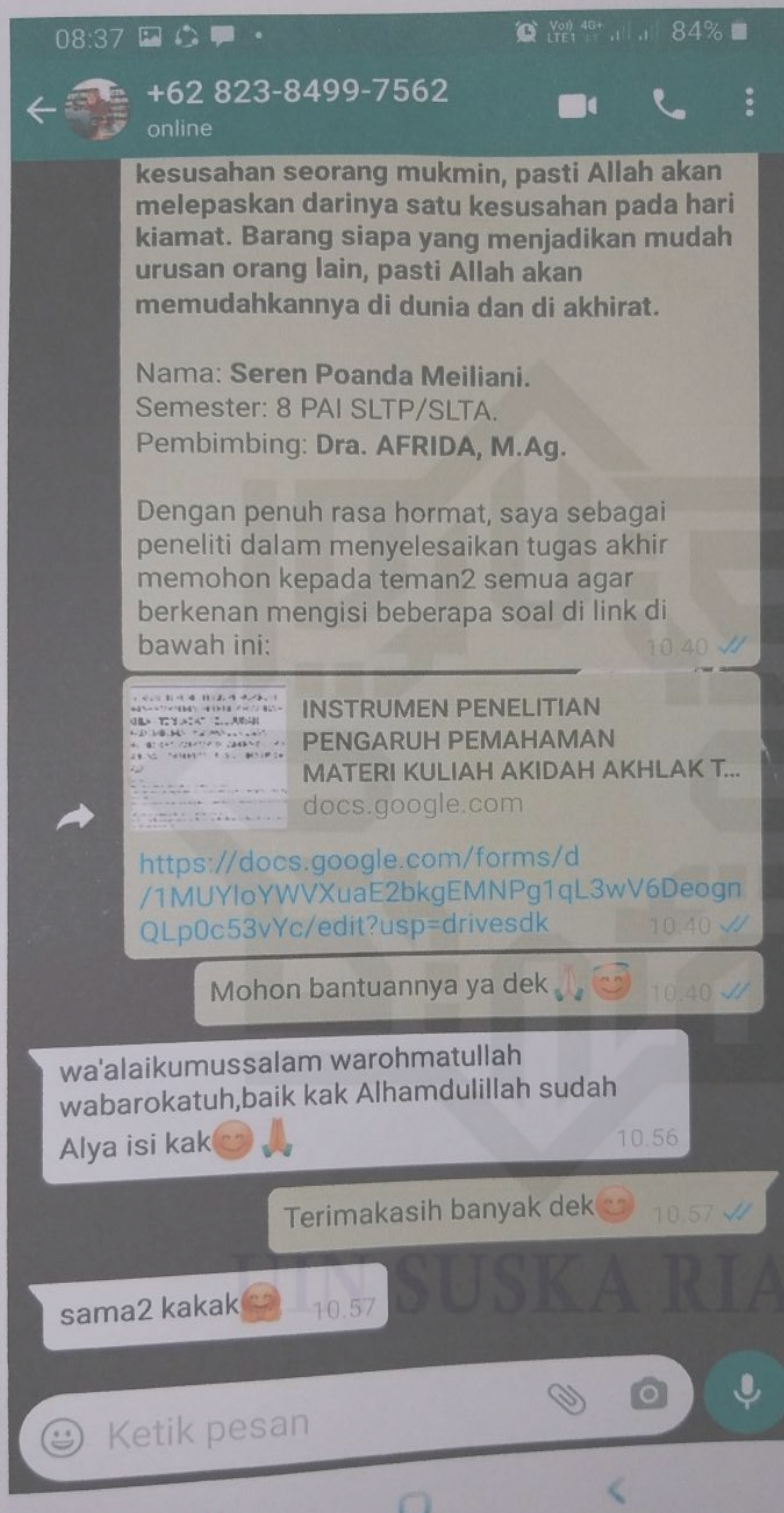 08:37
Vo)) 4G+
LTE1
84%
+62 823-8499-7562
online
kesusahan seorang mukmin, pasti Allah akan
melepaskan darinya satu kesusahan pada hari
kiamat. Barang siapa yang menjadikan mudah
urusan orang lain, pasti Allah akan
memudahkannya di dunia dan di akhirat.
Nama: Seren Poanda Meiliani.
Semester: 8 PAI SLTP/SLTA.
Pembimbing: Dra. AFRIDA, M.Ag.
Dengan penuh rasa hormat, saya sebagai
peneliti dalam menyelesaikan tugas akhir
memohon kepada teman2 semua agar
berkenan mengisi beberapa soal di link di
bawah ini:
10.40
INSTRUMEN PENELITIAN
PENGARUH PEMAHAMAN
MATERI KULIAH AKIDAH AKHLAK T...
docs.google.com
https://docs.google.com/forms/d
/1MUYIoYWVXuaE2bkgEMNPg1qL3wV6Deogn
QLp0c53vYc/edit?usp=drivesdk
10.40
Mohon bantuannya ya dek🙏😇
10.40
wa'alaikumussalam warohmatullah
wabarokatuh,baik kak Alhamdulillah sudah
Alya isi kak😊🙏
10.56
Terimakasih banyak dek😊
10.57
sama2 kakak🤗
10.57
UIN SUSKA RIA
Ketik pesan